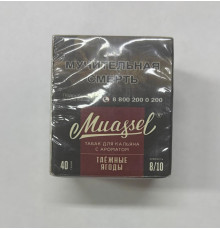 МУЧИТЕЛЬНАЯ
СМЕРТЬ
8 800 200 0 200
Muassel
ТАБАК ДЛЯ КАЛЬЯНА
С АРОМАТОМ
40
ТАЁЖНЫЕ
ЯГОДЫ
8/10